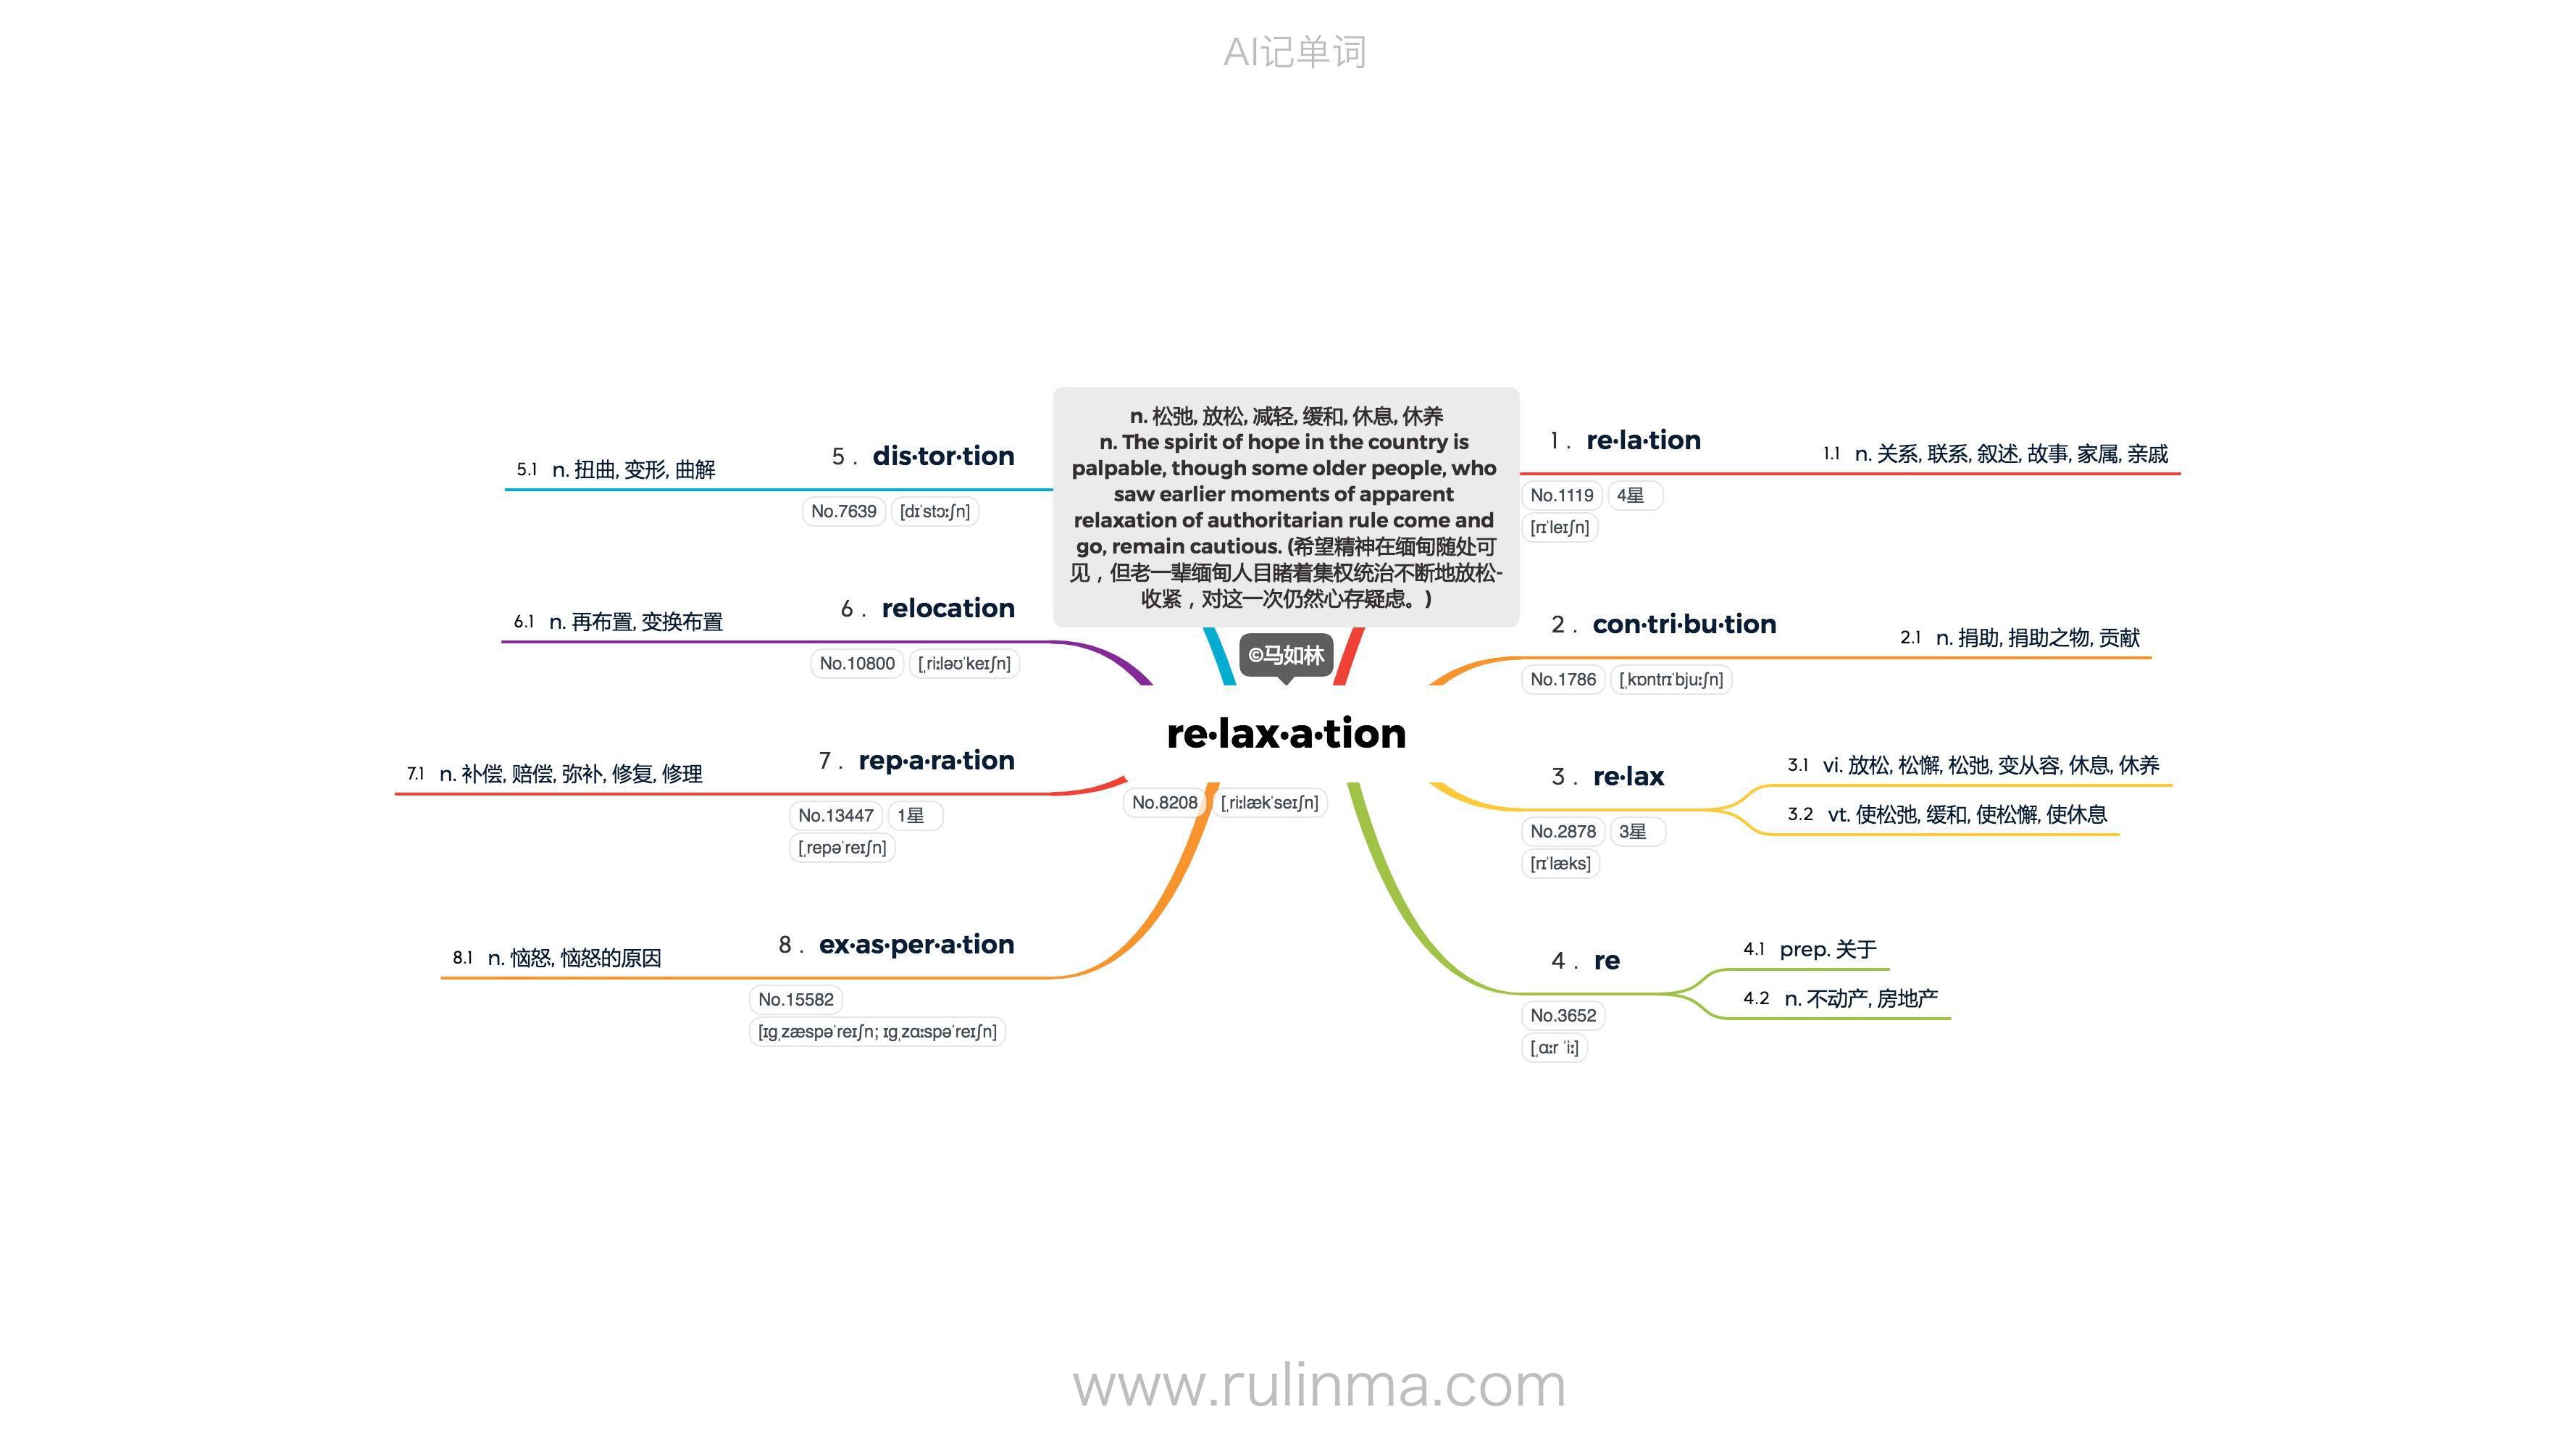 AI记单词
n. 松弛, 放松, 减轻, 缓和, 休息, 休养
n. The spirit of hope in the country is
palpable, though some older people, who
saw earlier moments of apparent
relaxation of authoritarian rule come and
go, remain cautious. (希望精神在缅甸随处可
见，但老一辈缅甸人目睹着集权统治不断地放松-
收紧，对这一次仍然心存疑虑。)
©马如林
re·lax·a·tion
No.8208 [ˌriːlækˈseɪʃn]
1. re·la·tion
No.1119 4星
[rɪˈleɪʃn]
1.1 n. 关系, 联系, 叙述, 故事, 家属, 亲戚
2. con·tri·bu·tion
No.1786 [ˌkɒntrɪˈbjuːʃn]
2.1 n. 捐助, 捐助之物, 贡献
3. re·lax
No.2878 3星
[rɪˈlæks]
3.1 vi. 放松, 松懈, 松弛, 变从容, 休息, 休养
3.2 vt. 使松弛, 缓和, 使松懈, 使休息
4. re
No.3652
[ˌɑːr ˈiː]
4.1 prep. 关于
4.2 n. 不动产, 房地产
5. dis·tor·tion
No.7639 [dɪˈstɔːʃn]
5.1 n. 扭曲, 变形, 曲解
6. relocation
No.10800 [ˌriːləʊˈkeɪʃn]
6.1 n. 再布置, 变换布置
7. rep·a·ra·tion
No.13447 1星
[ˌrepəˈreɪʃn]
7.1 n. 补偿, 赔偿, 弥补, 修复, 修理
8. ex·as·per·a·tion
No.15582
[ɪɡˌzæspəˈreɪʃn; ɪɡˌzɑːspəˈreɪʃn]
8.1 n. 恼怒, 恼怒的原因
www.rulinma.com